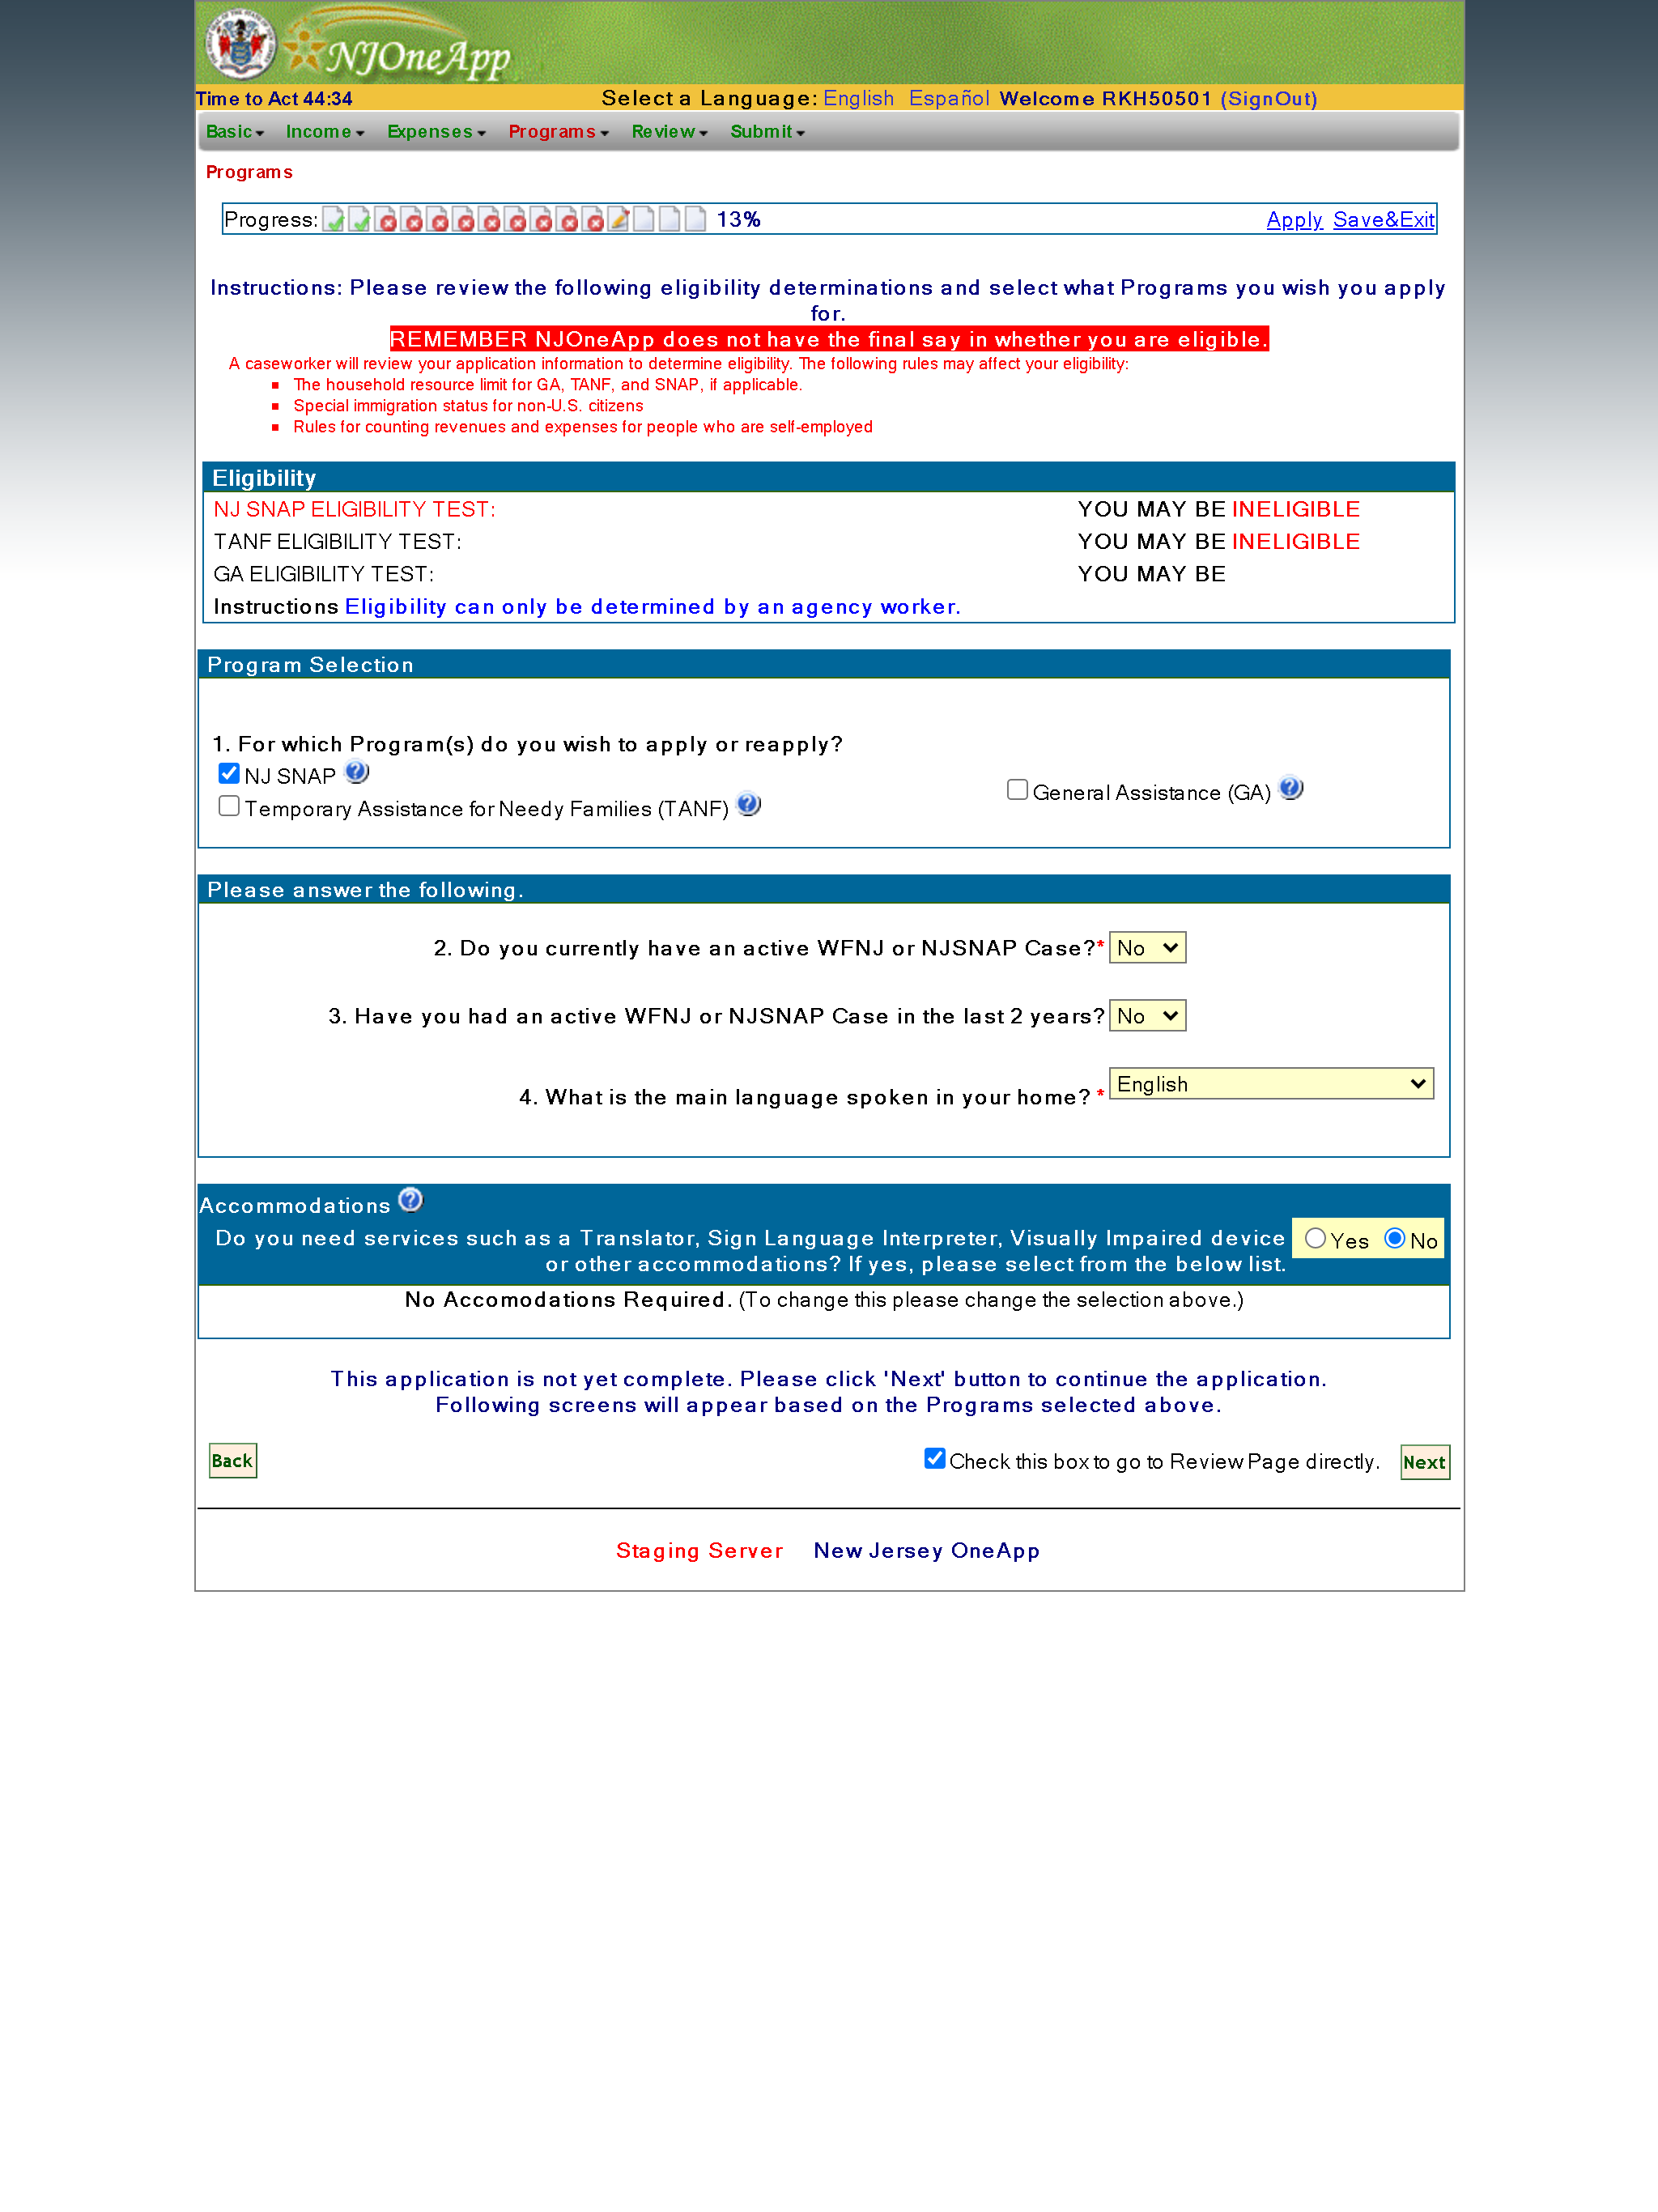 NJOneApp
Time to Act 44:34 Select a Language: English Español Welcome RKH50501 (SignOut)
Basic Income Expenses Programs Review Submit
Programs
Progress: 13% Apply Save&Exit
Instructions: Please review the following eligibility determinations and select what Programs you wish you apply
for.
REMEMBER NJOneApp does not have the final say in whether you are eligible.
A caseworker will review your application information to determine eligibility. The following rules may affect your eligibility:
The household resource limit for GA, TANF, and SNAP, if applicable.
Special immigration status for non-U.S. citizens
Rules for counting revenues and expenses for people who are self-employed
Eligibility
NJ SNAP ELIGIBILITY TEST: YOU MAY BE INELIGIBLE
TANF ELIGIBILITY TEST: YOU MAY BE INELIGIBLE
GA ELIGIBILITY TEST: YOU MAY BE
Instructions Eligibility can only be determined by an agency worker.
Program Selection
1. For which Program(s) do you wish to apply or reapply?
NJ SNAP
General Assistance (GA)
Temporary Assistance for Needy Families (TANF)
Please answer the following.
2. Do you currently have an active WFNJ or NJSNAP Case?* No
3. Have you had an active WFNJ or NJSNAP Case in the last 2 years? No
4. What is the main language spoken in your home? * English
Accommodations
Do you need services such as a Translator, Sign Language Interpreter, Visually Impaired device Yes No
or other accommodations? If yes, please select from the below list.
No Accomodations Required. (To change this please change the selection above.)
This application is not yet complete. Please click 'Next' button to continue the application.
Following screens will appear based on the Programs selected above.
Back Check this box to go to Review Page directly. Next
Staging Server New Jersey OneApp